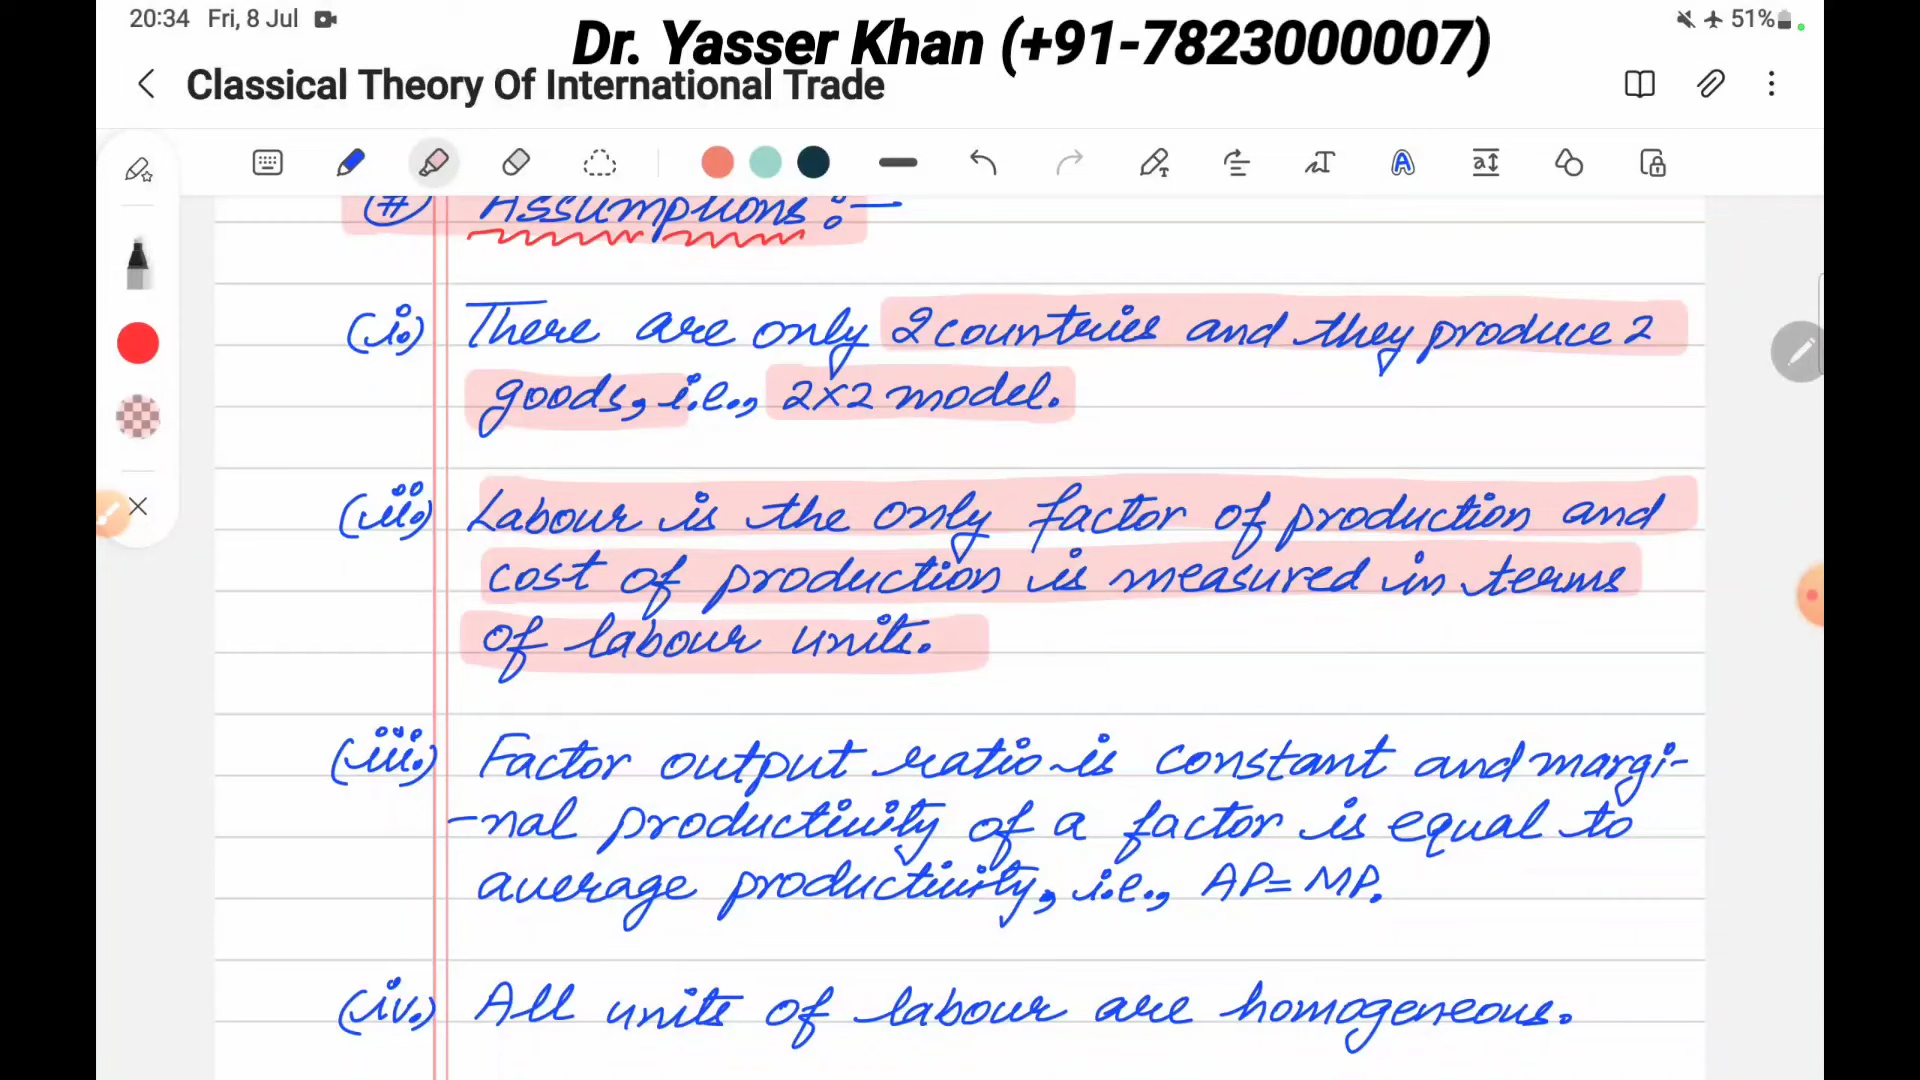 20:34 Fri, 8 Jul
51%
Dr. Yasser Khan (+91-7823000007)
Classical Theory Of International Trade
(#) Assumptions :-
(i.) There are only 2 countries and they produce 2
goods, i.e., 2x2 model.
(ii.) Labour is the only factor of production and
cost of production is measured in terms
of labour units.
(iii.) Factor output ratio is constant and margi-
-nal productivity of a factor is equal to
average productivity, i.e., AP= MP.
(iv.) All units of labour are homogeneous.